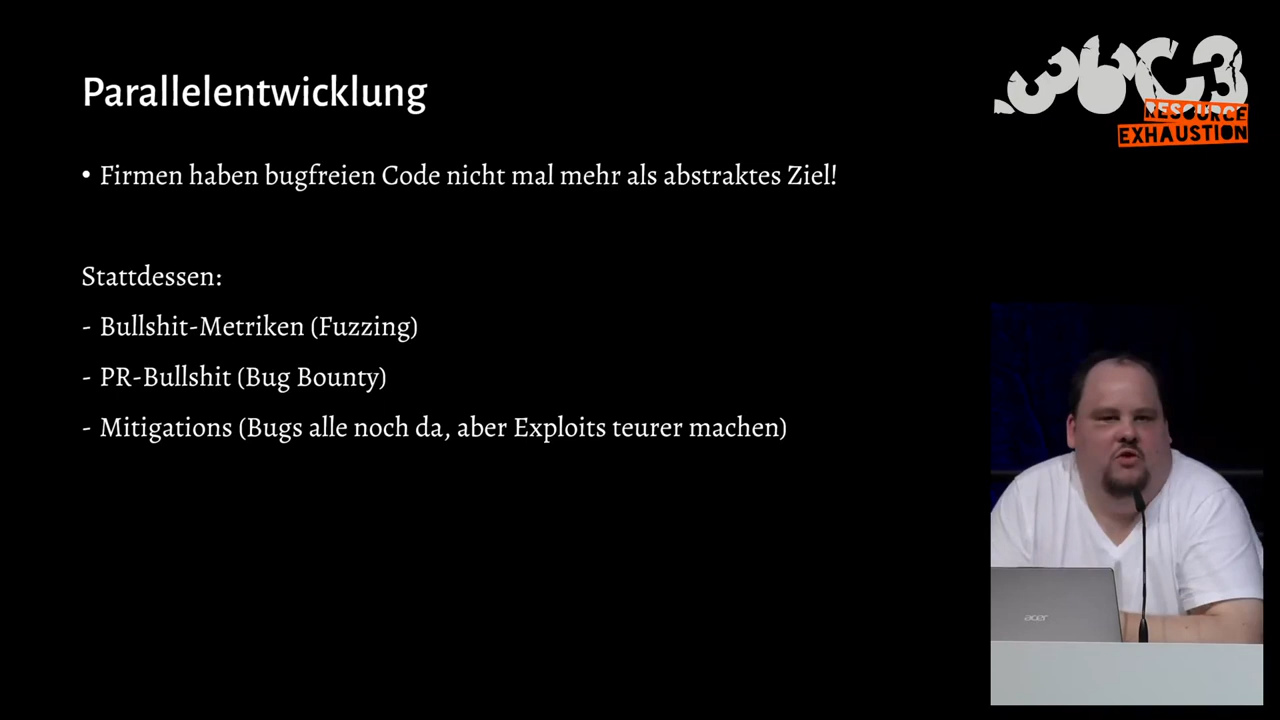 Parallelentwicklung
36C3
RESOURCE
EXHAUSTION
• Firmen haben bugfreien Code nicht mal mehr als abstraktes Ziel!
Stattdessen:
- Bullshit-Metriken (Fuzzing)
- PR-Bullshit (Bug Bounty)
- Mitigations (Bugs alle noch da, aber Exploits teurer machen)
acer